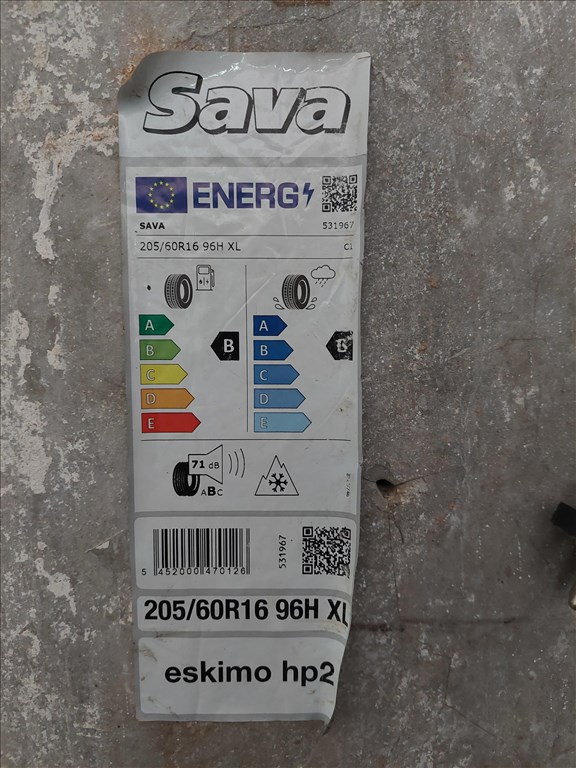 Sava
ENERG
SAVA 531967
205/60R16 96H XL C1
A A
B B B B
C C
D D
E E
71 dB
ABC
531967
5 452000 470126
205/60R16 96H XL
eskimo hp2